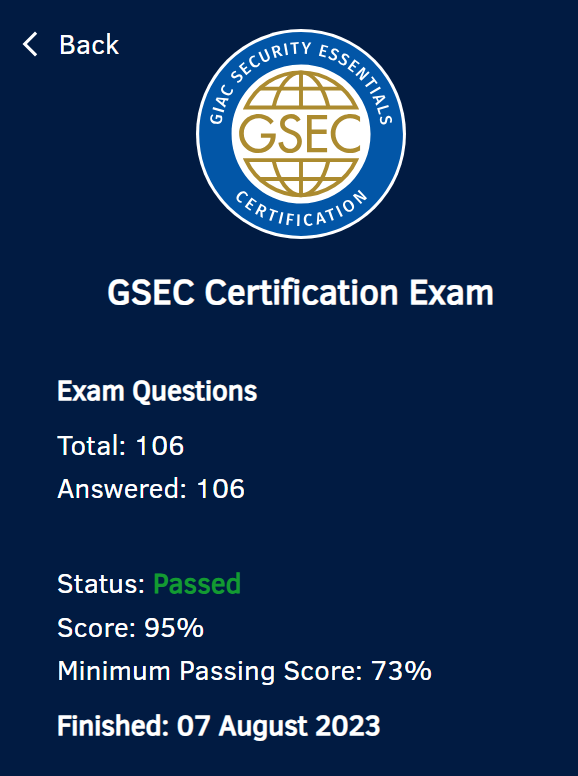 Back
GIAC SECURITY ESSENTIALS
GSEC
CERTIFICATION
GSEC Certification Exam
Exam Questions
Total: 106
Answered: 106
Status: Passed
Score: 95%
Minimum Passing Score: 73%
Finished: 07 August 2023